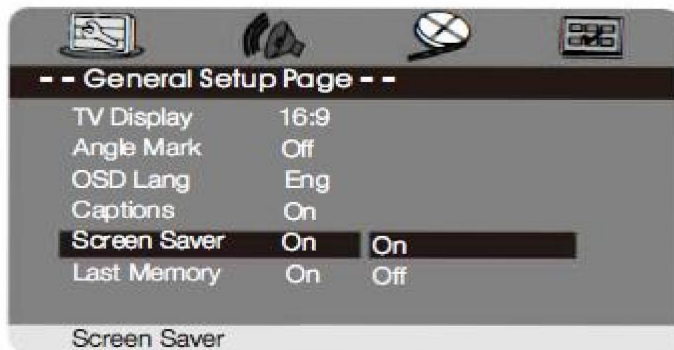 - - General Setup Page - -
TV Display 16:9
Angle Mark Off
OSD Lang Eng
Captions On
Screen Saver On On
Last Memory On Off
Screen Saver